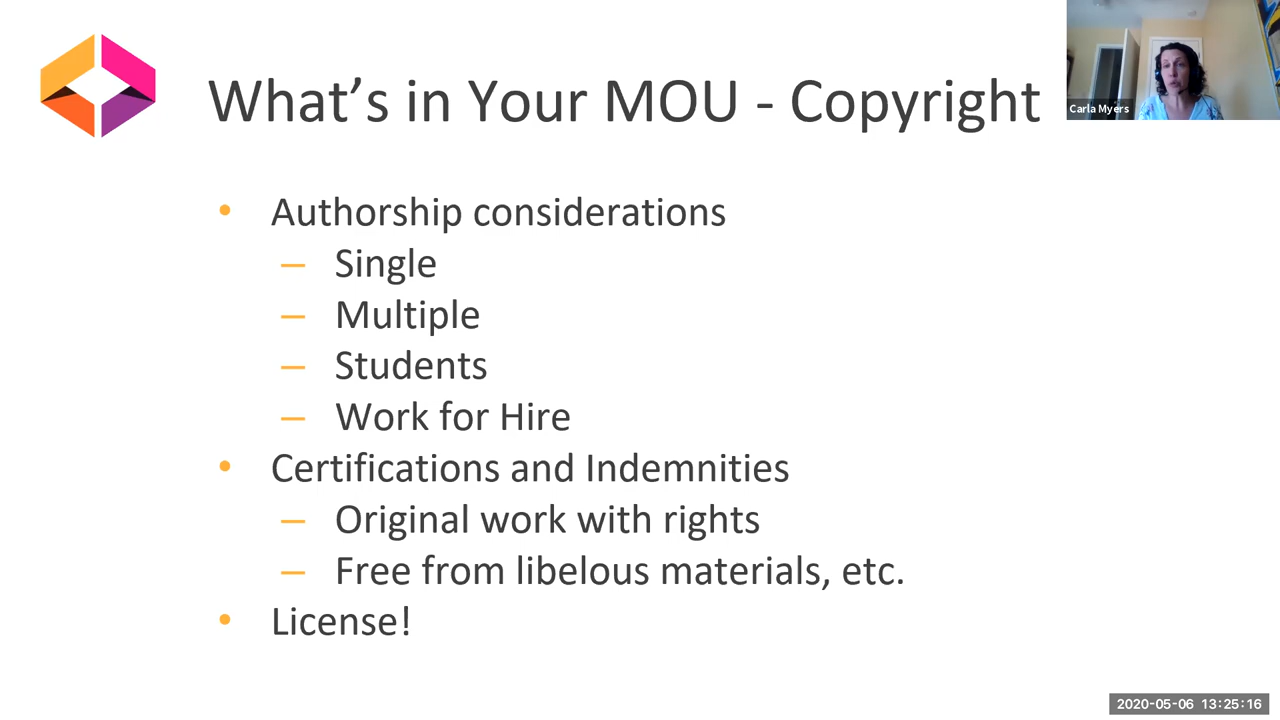 What's in Your MOU - Copyright
Carla Myers
• Authorship considerations
– Single
– Multiple
– Students
– Work for Hire
• Certifications and Indemnities
– Original work with rights
– Free from libelous materials, etc.
• License!
2020-05-06 13:25:16